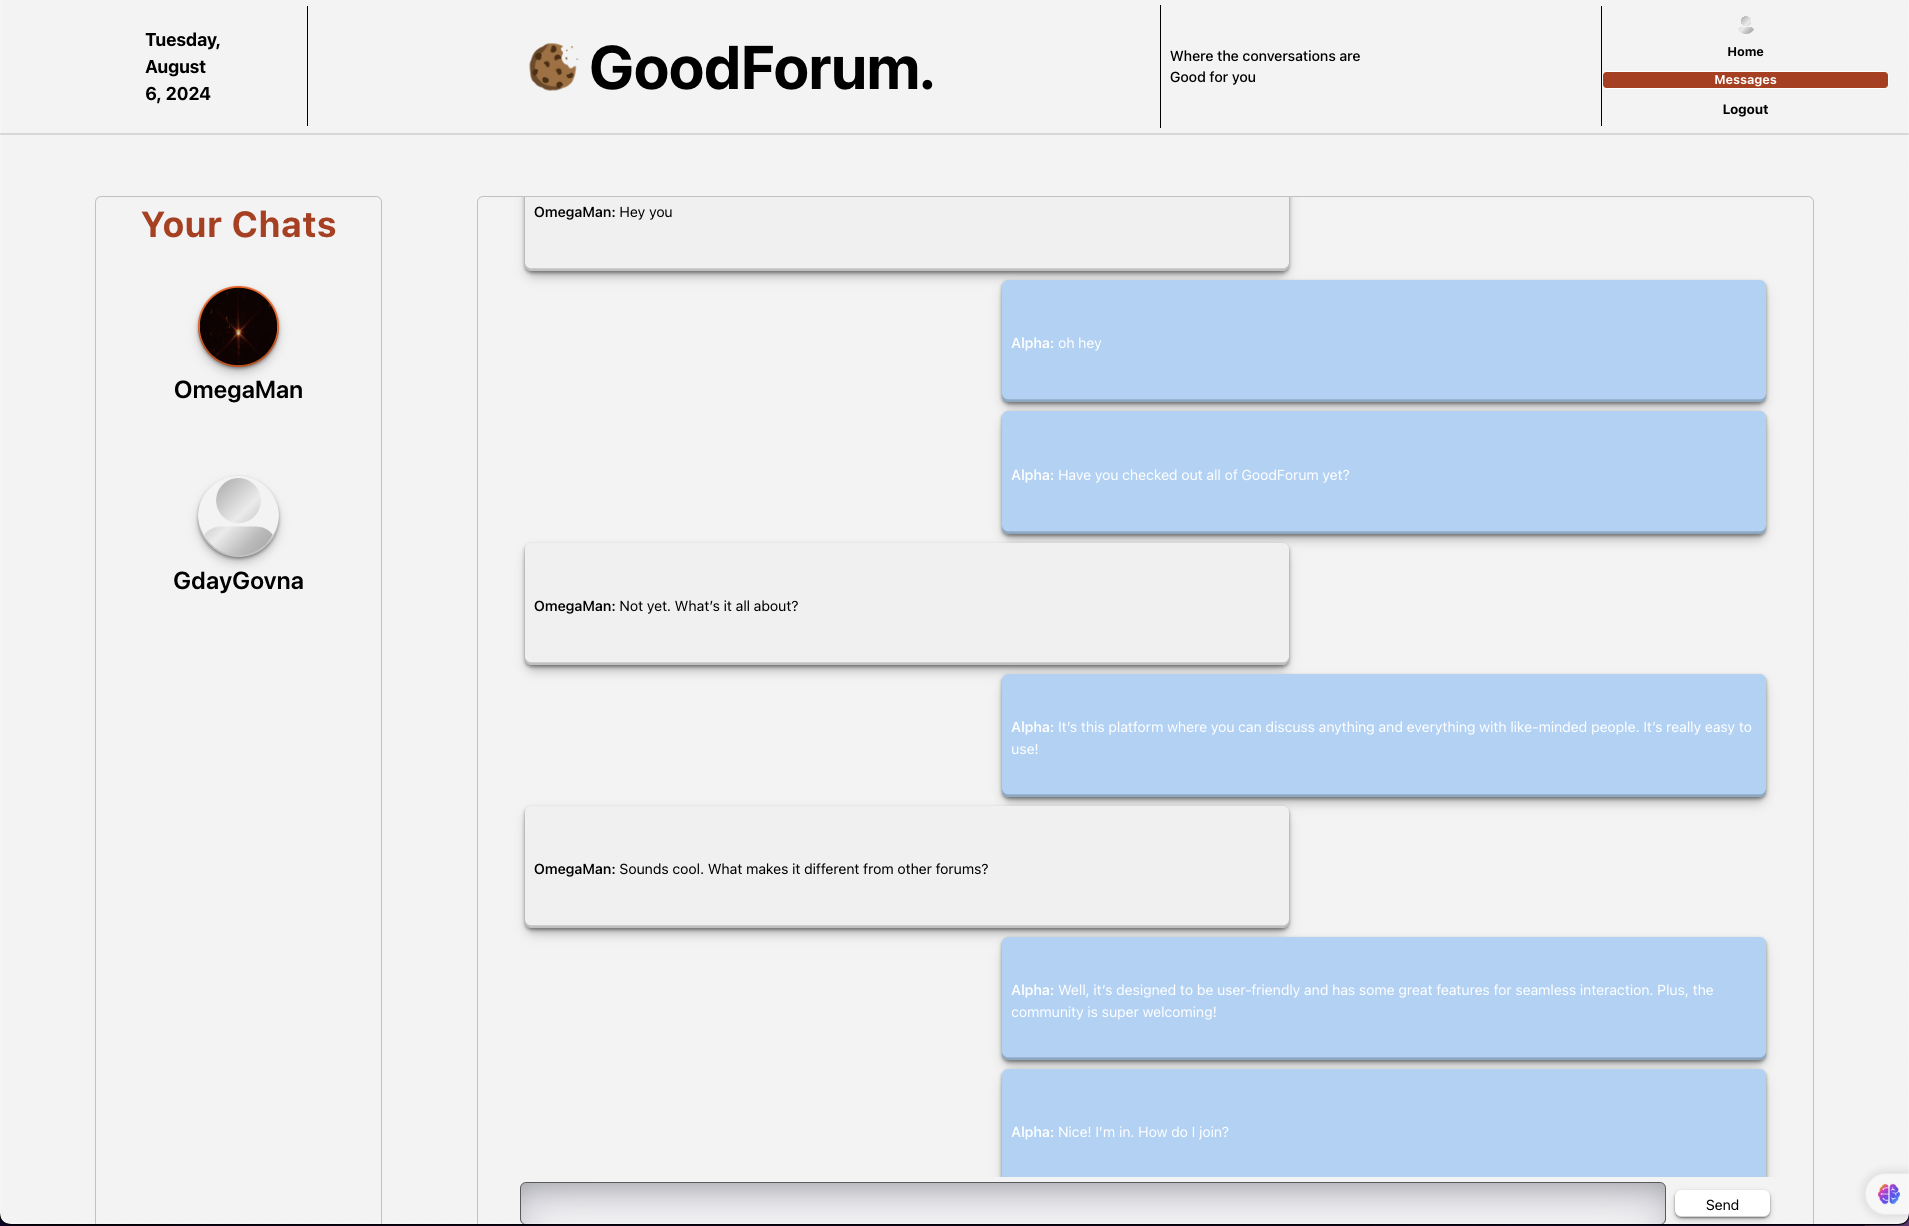 Tuesday,
August
6, 2024
GoodForum.
Where the conversations are
Good for you
Home
Messages
Logout
Your Chats
OmegaMan
GdayGovna
OmegaMan: Hey you
Alpha: oh hey
Alpha: Have you checked out all of GoodForum yet?
OmegaMan: Not yet. What's it all about?
Alpha: It's this platform where you can discuss anything and everything with like-minded people. It's really easy to
use!
OmegaMan: Sounds cool. What makes it different from other forums?
Alpha: Well, it's designed to be user-friendly and has some great features for seamless interaction. Plus, the
community is super welcoming!
Alpha: Nice! I'm in. How do I join?
Send